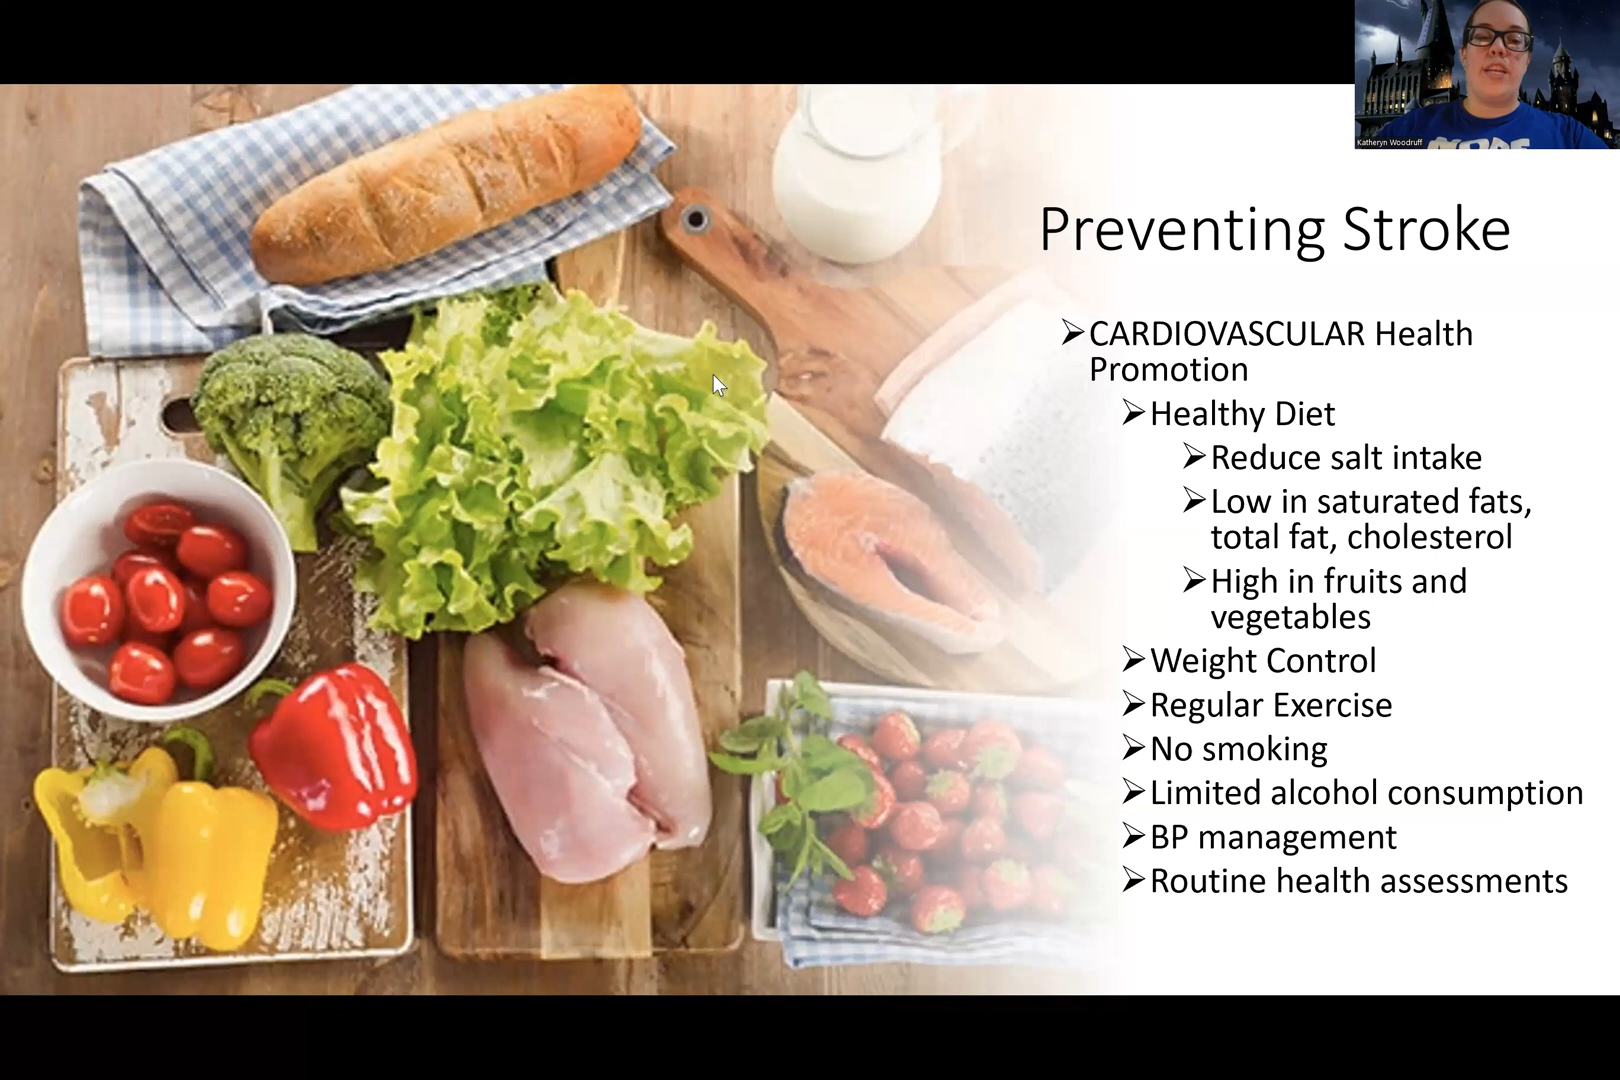 Katheryn Woodruff
Preventing Stroke
➢CARDIOVASCULAR Health
Promotion
➢Healthy Diet
➢Reduce salt intake
➢Low in saturated fats,
total fat, cholesterol
➢High in fruits and
vegetables
➢Weight Control
➢Regular Exercise
➢No smoking
➢Limited alcohol consumption
➢BP management
➢Routine health assessments